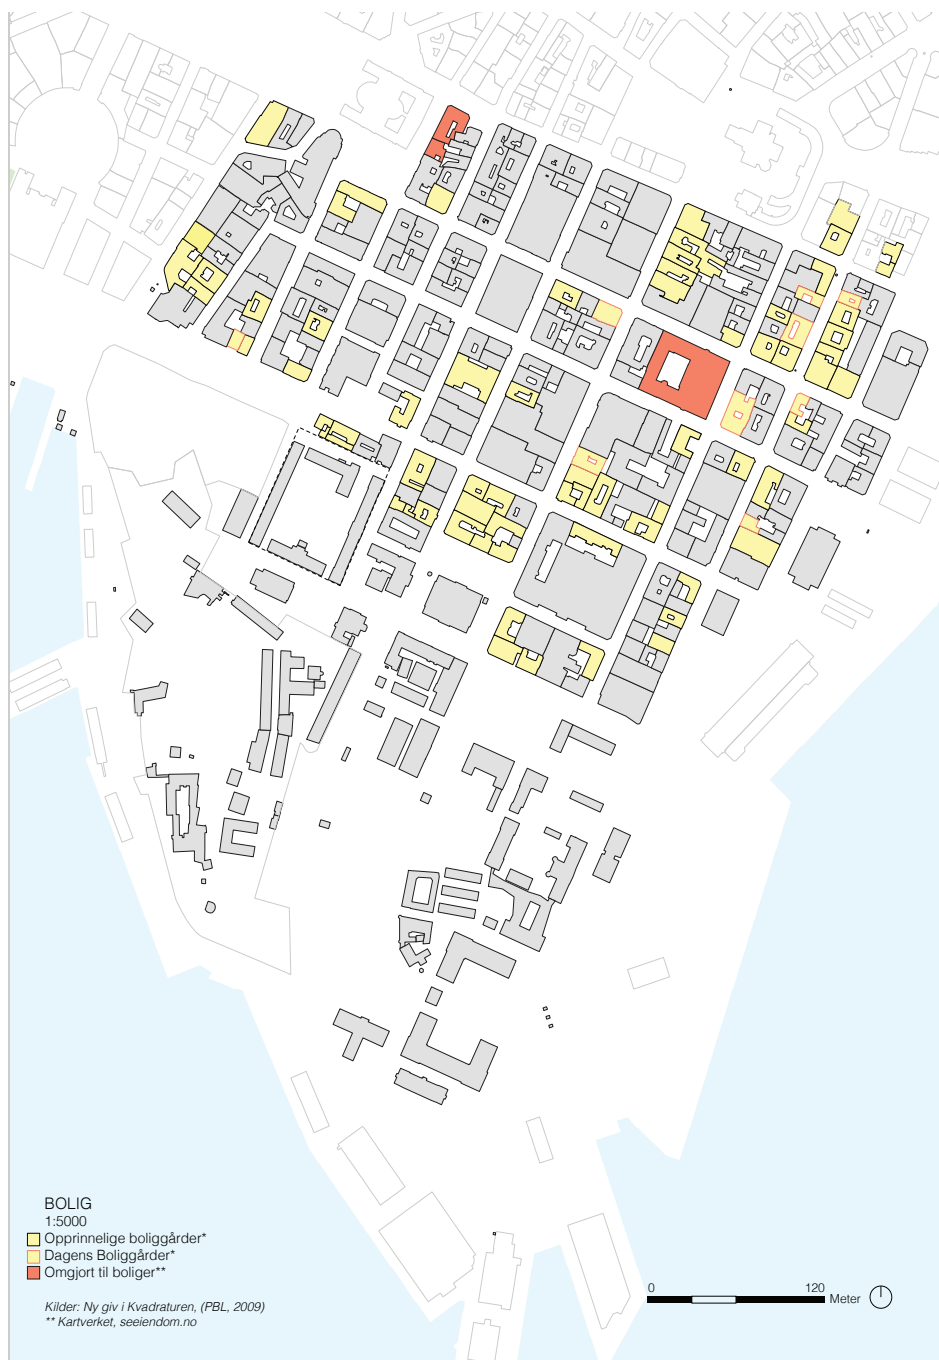 BOLIG
1:5000
Opprinnelige boliggårder*
Dagens Boliggårder*
Omgjort til boliger**
Kilder: Ny giv i Kvadraturen, (PBL, 2009)
** Kartverket, seeiendom.no
0 120
Meter